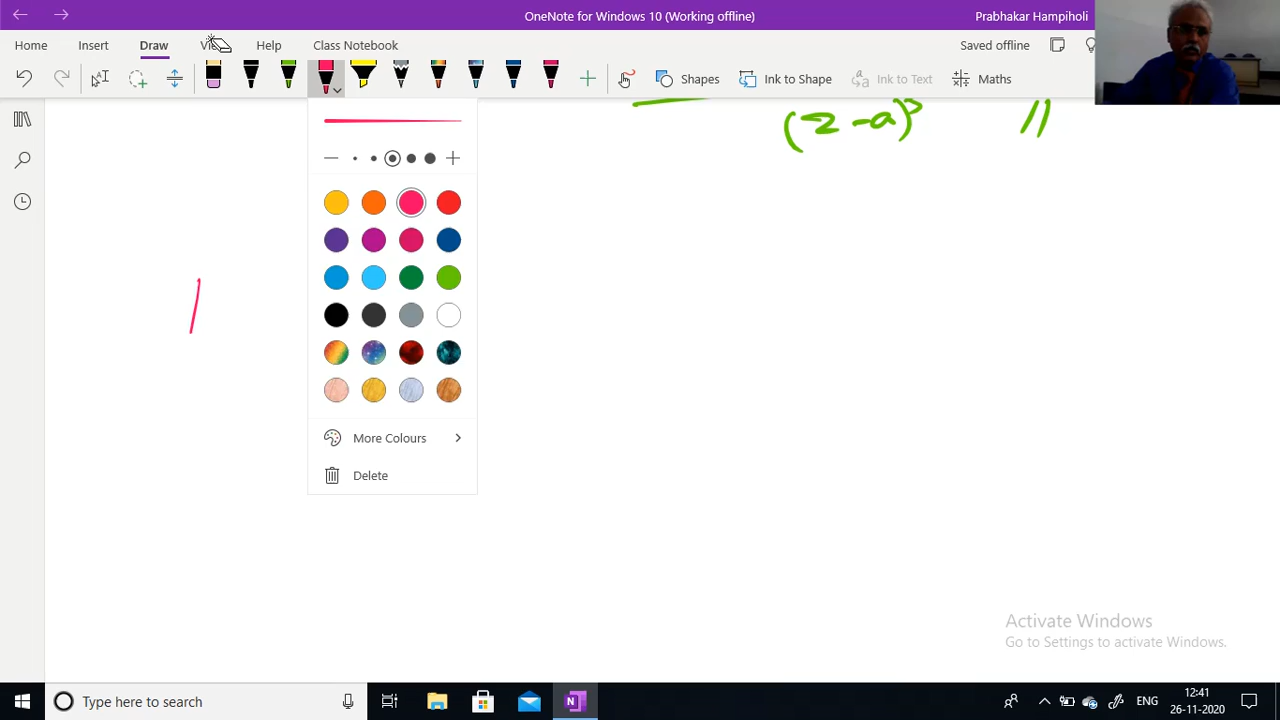 OneNote for Windows 10 (Working offline)
Prabhakar Hampiholi
Home Insert Draw Help Class Notebook Saved offline
Shapes Ink to Shape Ink to Text Maths
(z-a)³ //
More Colours
Delete
Activate Windows
Go to Settings to activate Windows.
Type here to search
ENG
12:41
26-11-2020